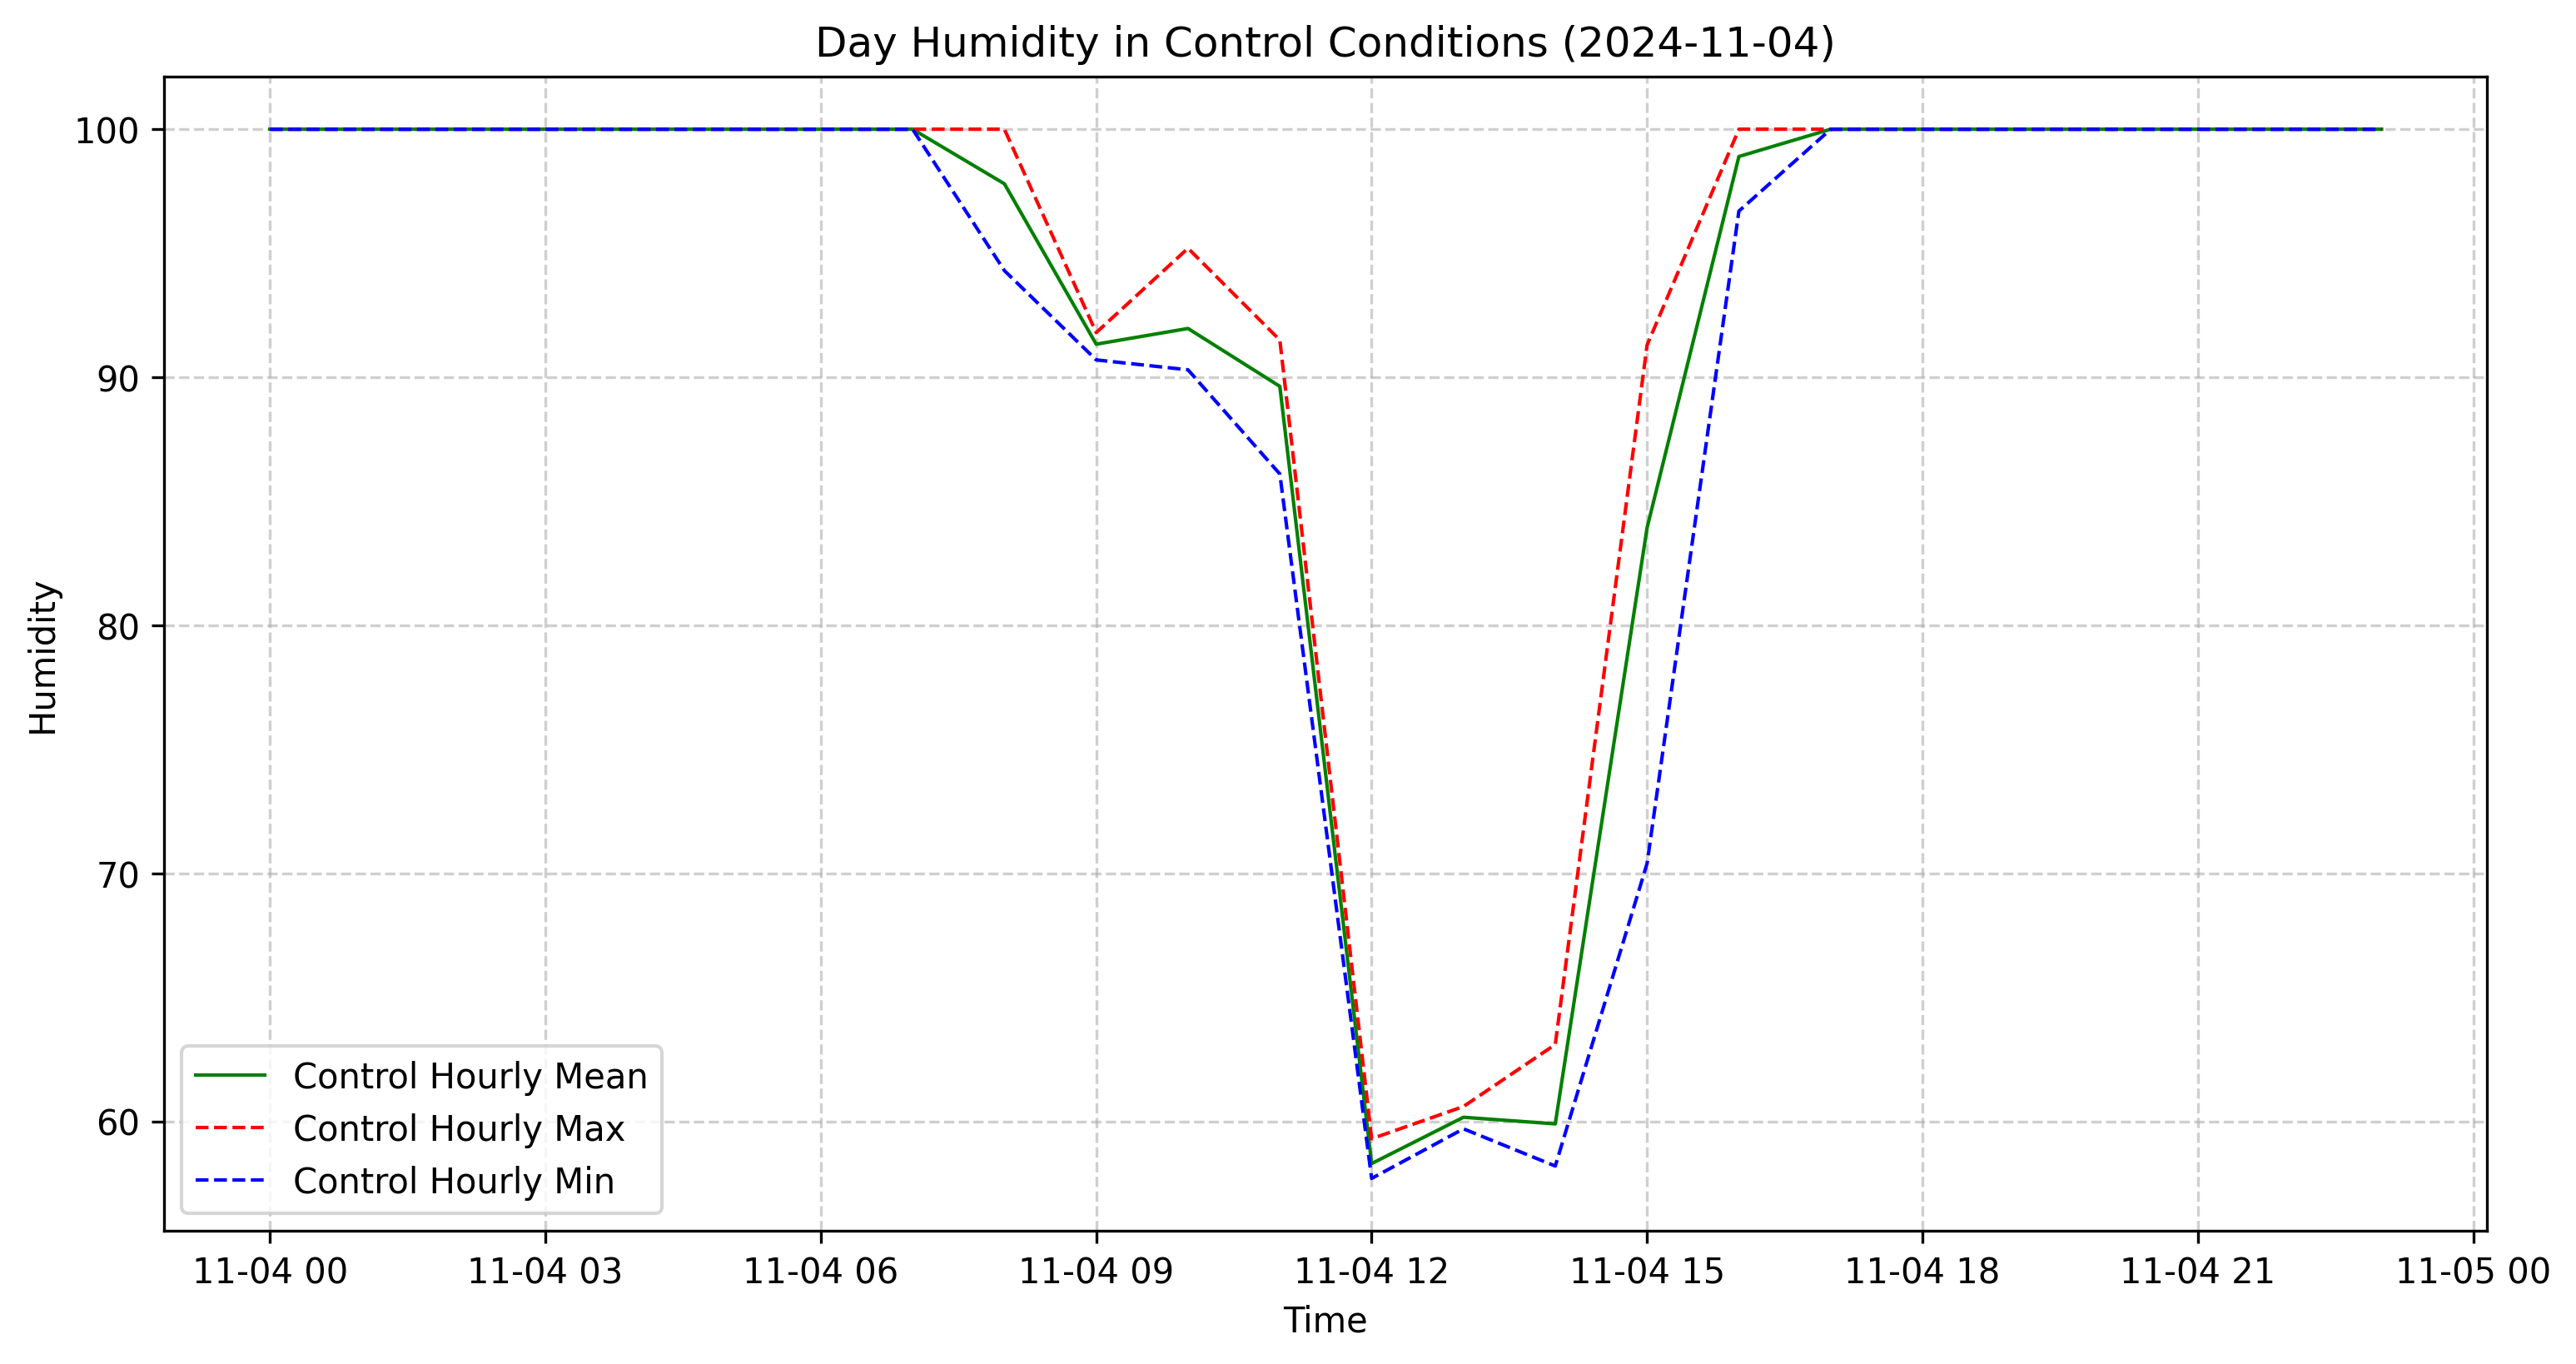 Day Humidity in Control Conditions (2024-11-04)
Humidity
100
90
80
70
60
Control Hourly Mean
Control Hourly Max
Control Hourly Min
11-04 00 11-04 03 11-04 06 11-04 09 11-04 12 11-04 15 11-04 18 11-04 21 11-05 00
Time